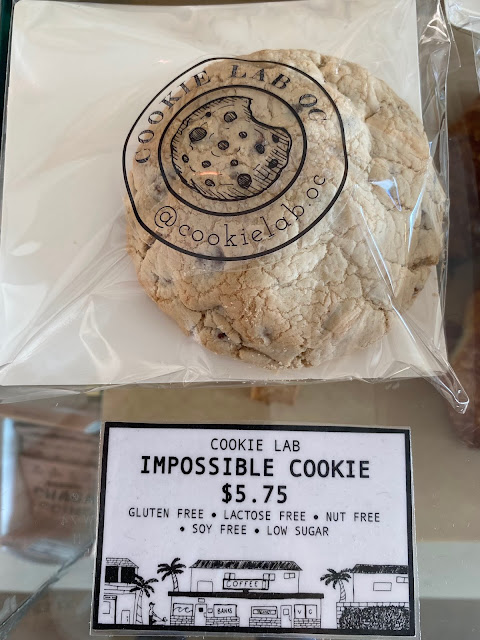 COOKIE LAB OC
@cookielab.oc
COOKIE LAB
IMPOSSIBLE COOKIE
$5.75
GLUTEN FREE • LACTOSE FREE • NUT FREE
• SOY FREE • LOW SUGAR
COFFEE